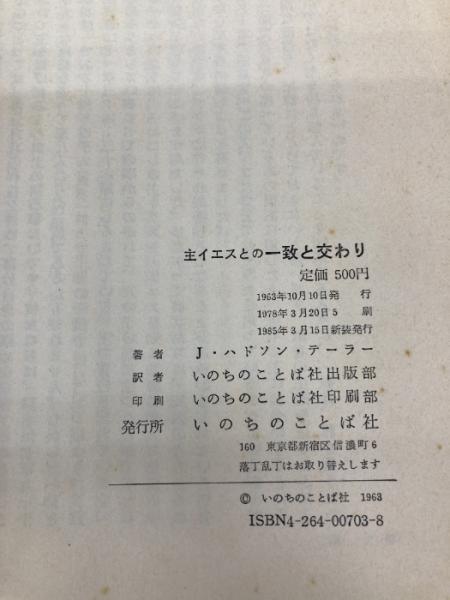 主イエスとの一致と交わり
定価 500円
1963年10月10日発 行
1978年3月20日5 刷
1985年3月15日新装発行
著者 J・ハドソン・テーラー
訳者 いのちのことば社出版部
印刷 いのちのことば社印刷部
発行所 いのちのことば社
160 東京都新宿区信濃町6
落丁乱丁はお取り替えします
© いのちのことば社 1963
ISBN4-264-00703-8